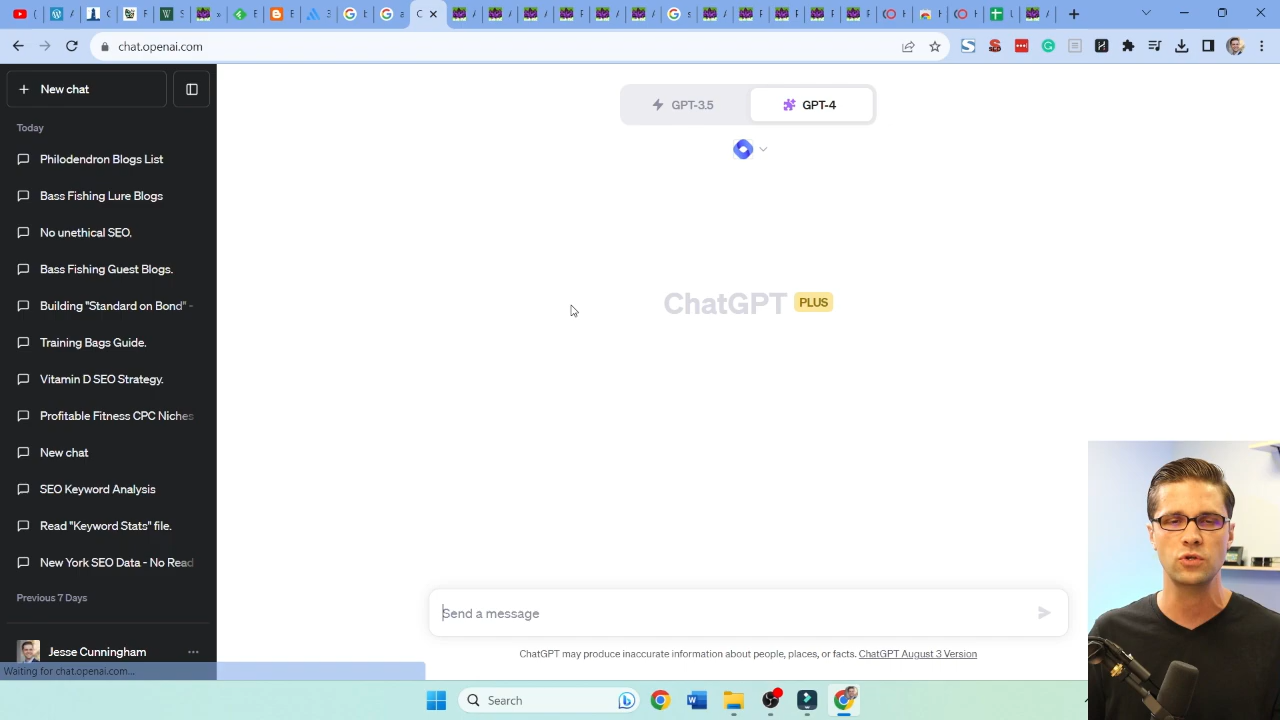 chat.openai.com
New chat
GPT-3.5
GPT-4
Today
Philodendron Blogs List
Bass Fishing Lure Blogs
No unethical SEO.
Bass Fishing Guest Blogs.
Building "Standard on Bond" -
ChatGPT PLUS
Training Bags Guide.
Vitamin D SEO Strategy.
Profitable Fitness CPC Niches
New chat
SEO Keyword Analysis
Read "Keyword Stats" file.
New York SEO Data - No Read
Previous 7 Days
Send a message
Jesse Cunningham
ChatGPT may produce inaccurate information about people, places, or facts. ChatGPT August 3 Version
Waiting for chat.openai.com...
Search